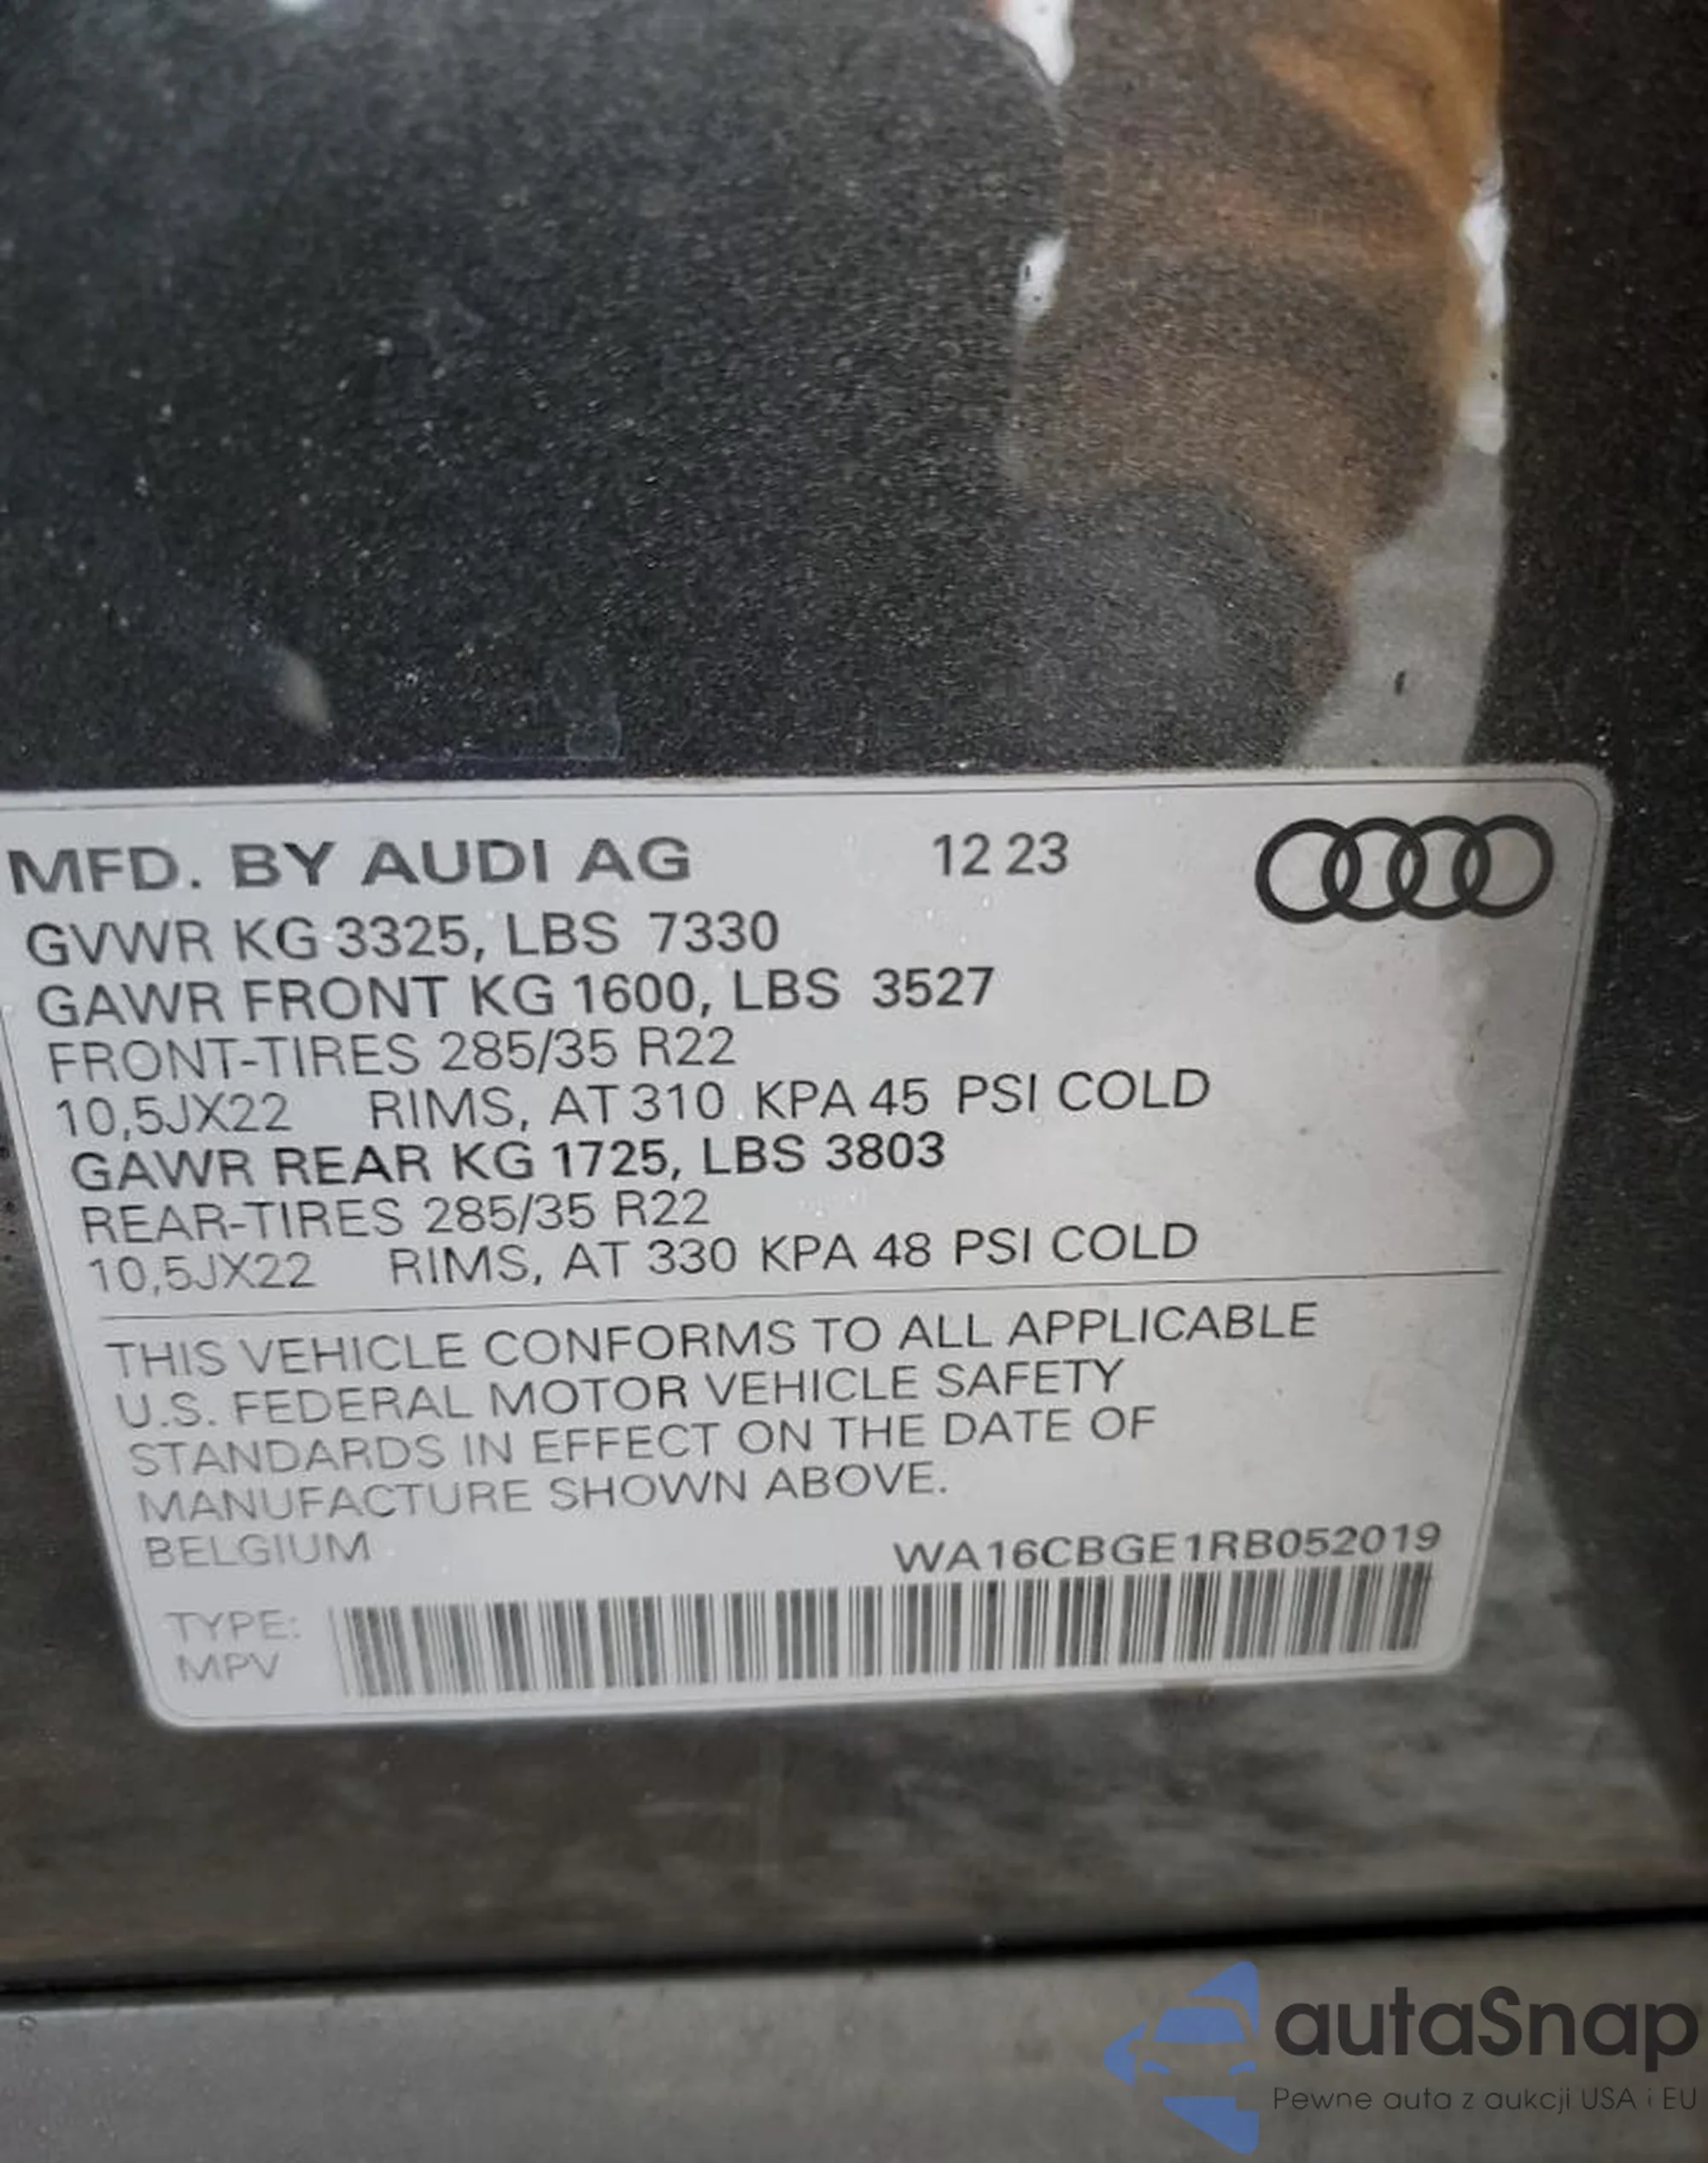 MFD. BY AUDI AG 12 23
GVWR KG 3325, LBS 7330
GAWR FRONT KG 1600, LBS 3527
FRONT-TIRES 285/35 R22
10,5JX22 RIMS, AT 310 KPA 45 PSI COLD
GAWR REAR KG 1725, LBS 3803
REAR-TIRES 285/35 R22
10,5JX22 RIMS, AT 330 KPA 48 PSI COLD
THIS VEHICLE CONFORMS TO ALL APPLICABLE
U.S. FEDERAL MOTOR VEHICLE SAFETY
STANDARDS IN EFFECT ON THE DATE OF
MANUFACTURE SHOWN ABOVE.
BELGIUM WA16CBGE1RB052019
TYPE:
MPV
autaSnap
Pewne auta z aukcji USA i EU